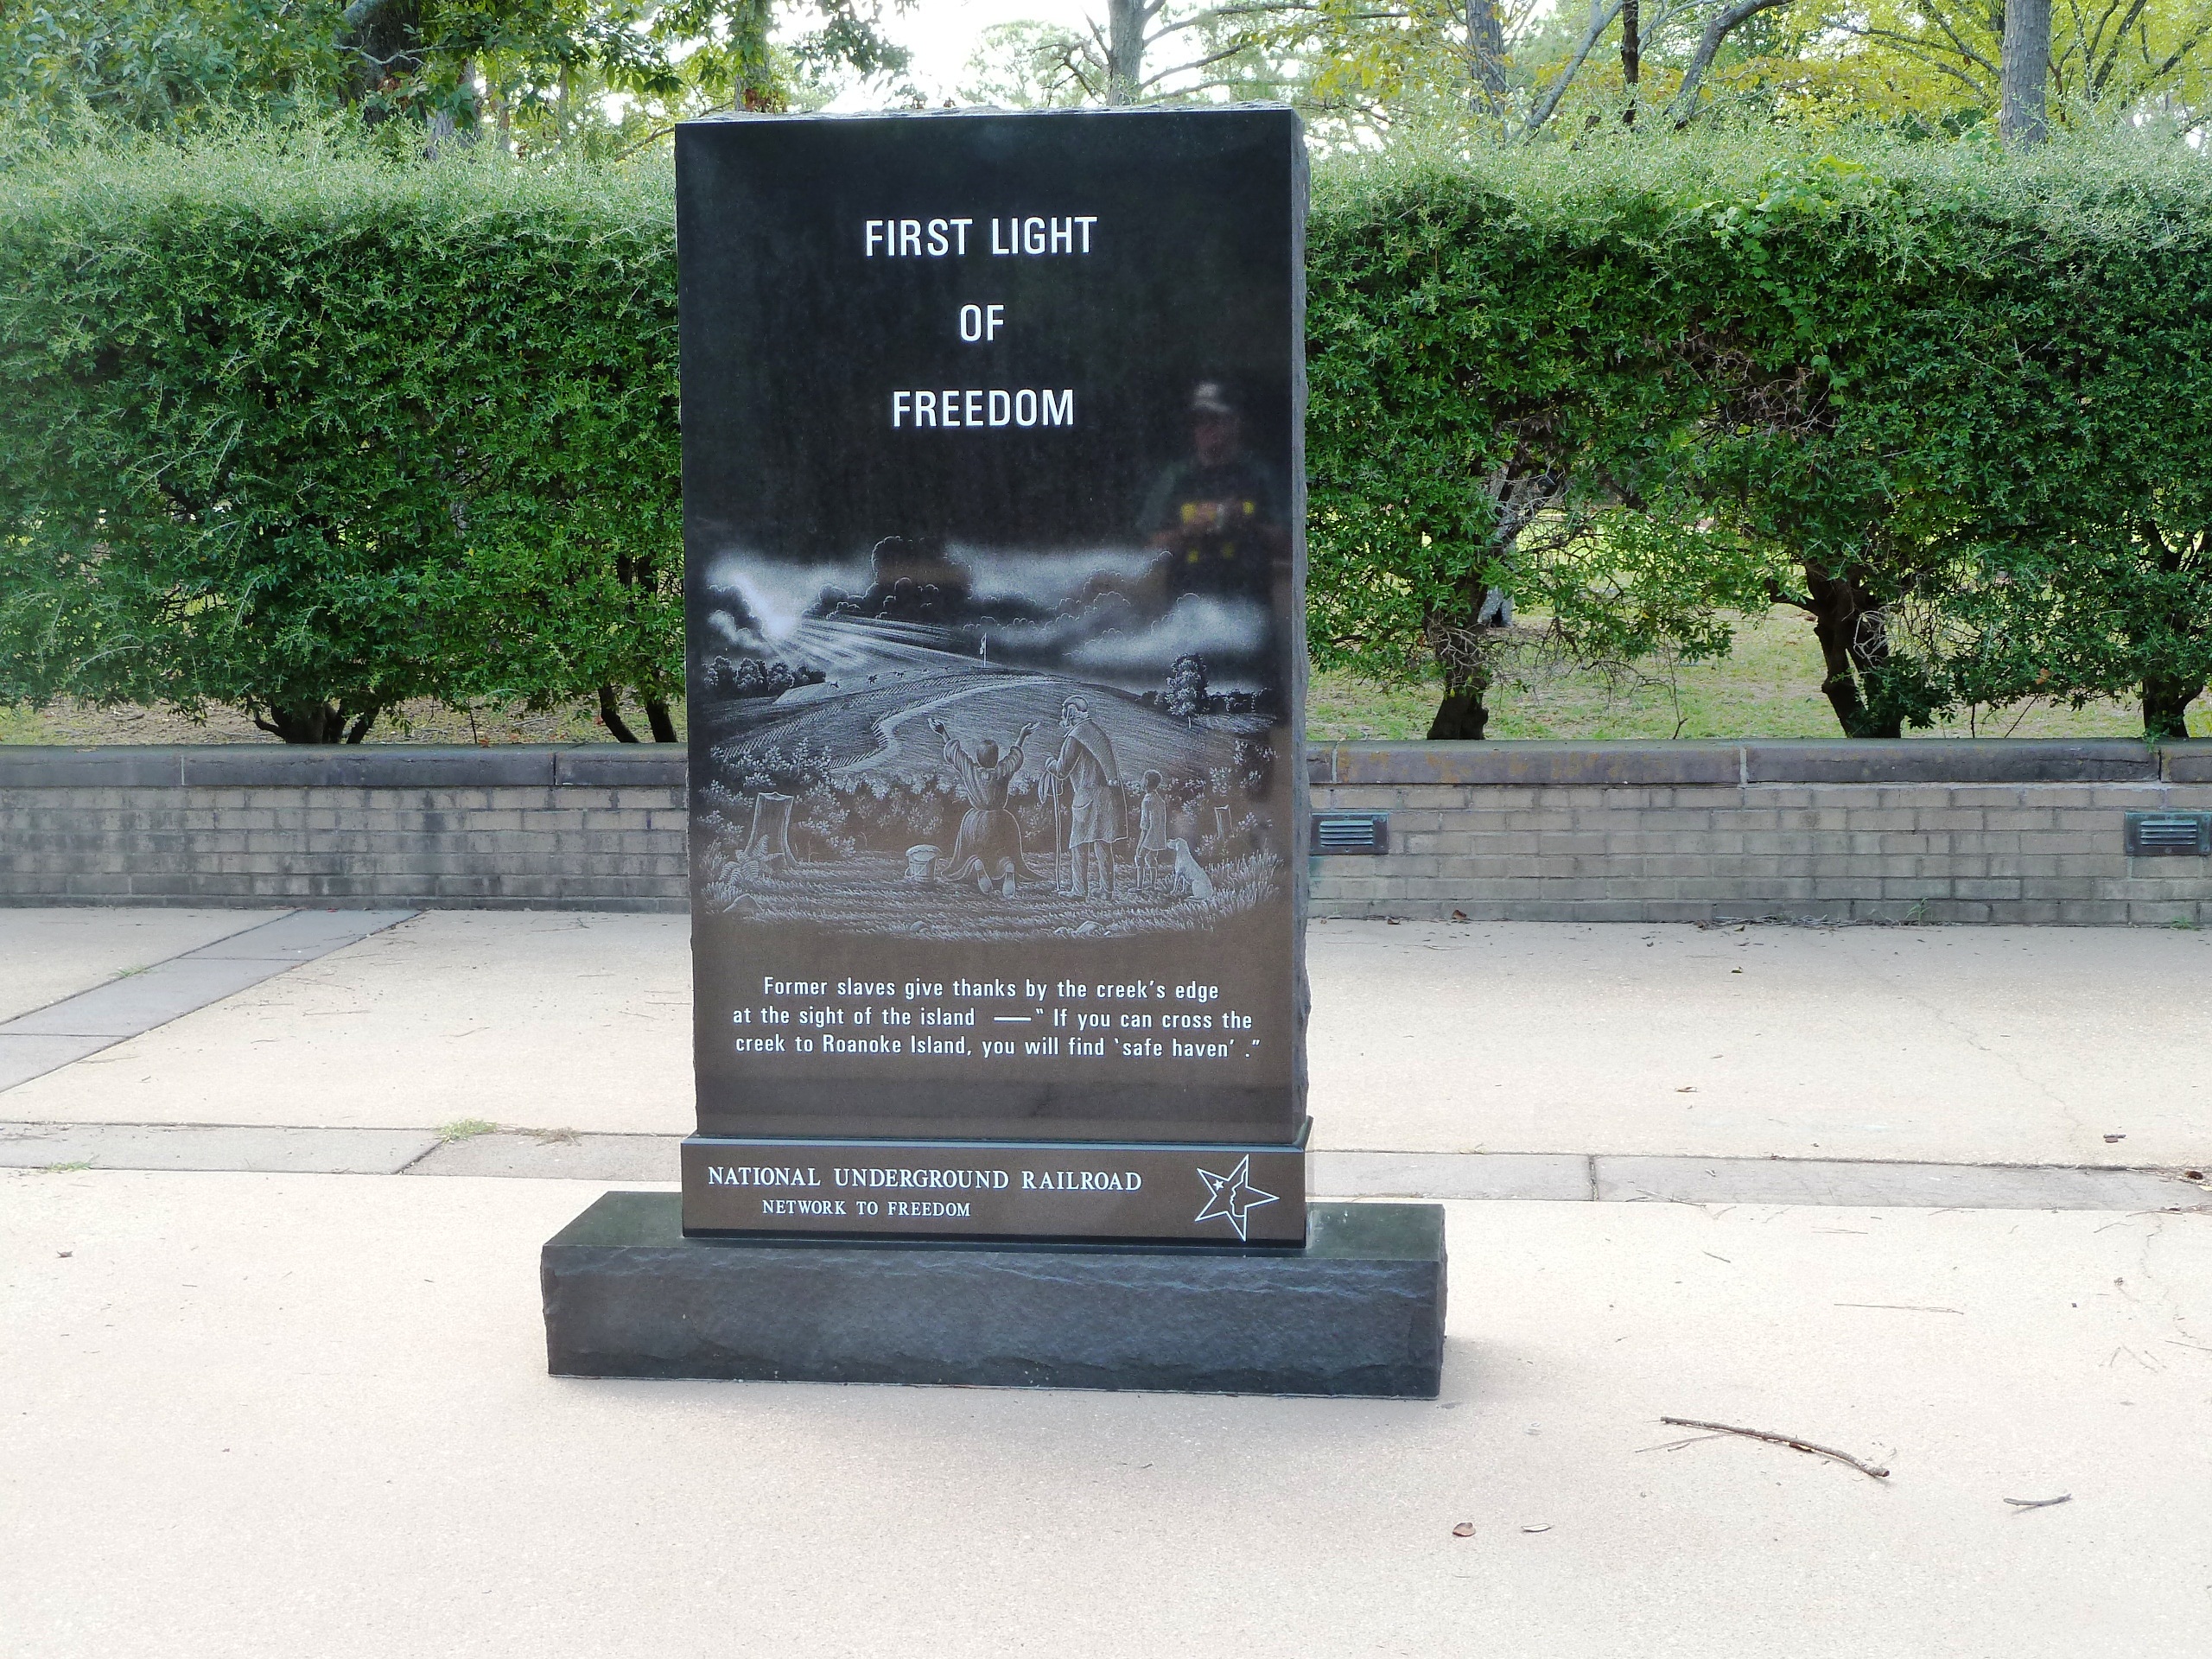 FIRST LIGHT
OF
FREEDOM
Former slaves give thanks by the creek's edge
at the sight of the island —" If you can cross the
creek to Roanoke Island, you will find 'safe haven' ."
NATIONAL UNDERGROUND RAILROAD
NETWORK TO FREEDOM